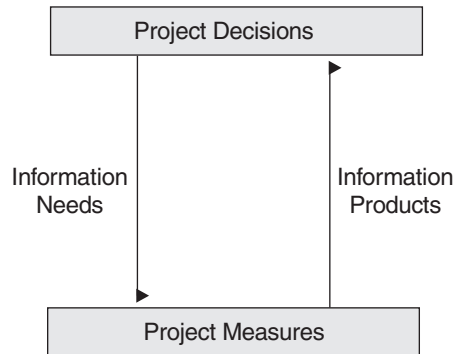 Project Decisions
Information
Needs
Information
Products
Project Measures